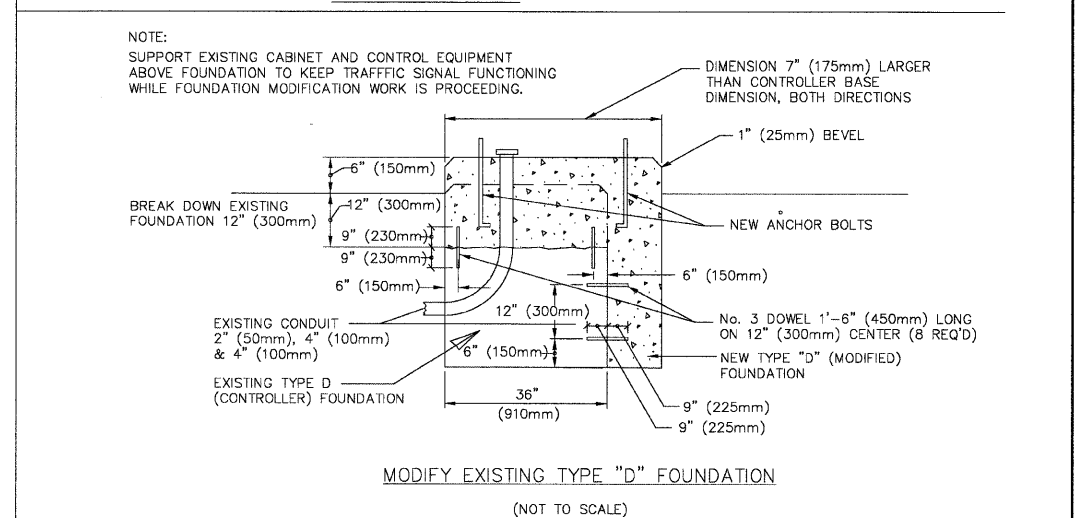 NOTE:
SUPPORT EXISTING CABINET AND CONTROL EQUIPMENT
ABOVE FOUNDATION TO KEEP TRAFFFIC SIGNAL FUNCTIONING
WHILE FOUNDATION MODIFICATION WORK IS PROCEEDING.
DIMENSION 7" (175mm) LARGER
THAN CONTROLLER BASE
DIMENSION, BOTH DIRECTIONS
1" (25mm) BEVEL
6" (150mm)
BREAK DOWN EXISTING
FOUNDATION 12" (300mm)
12" (300mm)
NEW ANCHOR BOLTS
9" (230mm)
9" (230mm)
6" (150mm)
6" (150mm)
12" (300mm)
EXISTING CONDUIT
2" (50mm), 4" (100mm)
& 4" (100mm)
No. 3 DOWEL 1'-6" (450mm) LONG
ON 12" (300mm) CENTER (8 REQ'D)
6" (150mm)
NEW TYPE "D" (MODIFIED)
FOUNDATION
EXISTING TYPE D
(CONTROLLER) FOUNDATION
36"
(910mm)
9" (225mm)
9" (225mm)
MODIFY EXISTING TYPE "D" FOUNDATION
(NOT TO SCALE)